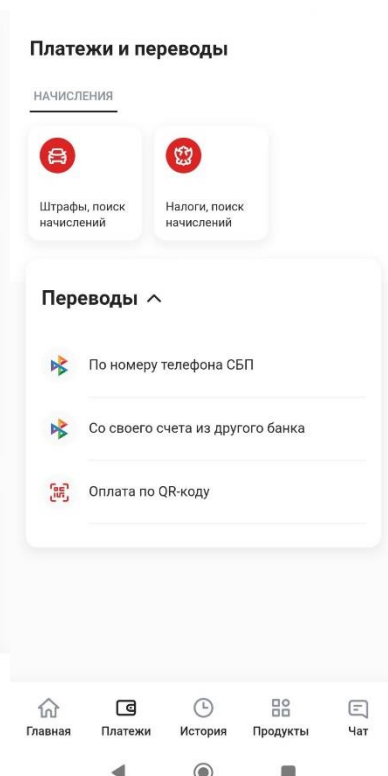 Платежи и переводы
НАЧИСЛЕНИЯ
Штрафы, поиск
начислений
Налоги, поиск
начислений
Переводы
По номеру телефона СБП
Со своего счета из другого банка
Оплата по QR-коду
Главная
Платежи
История
Продукты
Чат